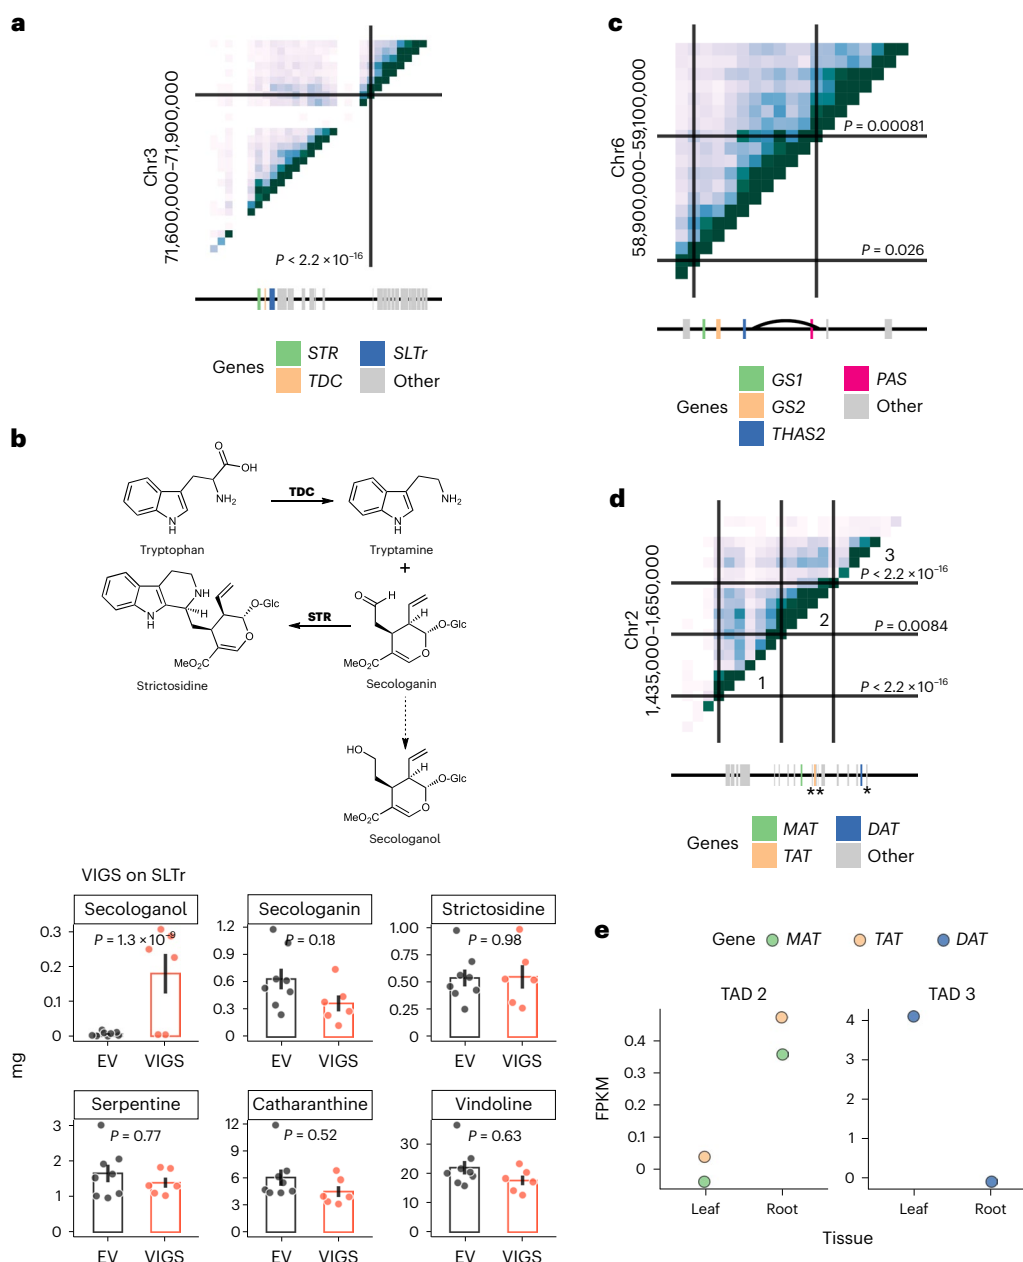 a
Chr3
71,600,000–71,900,000
P < 2.2 × 10⁻¹⁶
Genes
STR
SLTr
TDC
Other
c
Chr6
58,900,000–59,100,000
P = 0.00081
P = 0.026
Genes
GS1
PAS
GS2
Other
THAS2
b
O
OH
NH₂
N
H
Tryptophan
TDC
NH₂
N
H
Tryptamine
+
NH
N
H
H
O-Glc
O
MeO₂C
Strictosidine
STR
O
H
H
O-Glc
O
MeO₂C
Secologanin
HO
H
O-Glc
O
MeO₂C
Secologanol
d
Chr2
1,435,000–1,650,000
3
P < 2.2 × 10⁻¹⁶
2
P = 0.0084
1
P < 2.2 × 10⁻¹⁶
** *
Genes
MAT
DAT
TAT
Other
VIGS on SLTr
mg
Secologanol
P = 1.3 × 10⁻⁹
0.3
0.2
0.1
0
EV VIGS
Secologanin
P = 0.18
1.2
0.9
0.6
0.3
0
EV VIGS
Strictosidine
P = 0.98
1.00
0.75
0.50
0.25
0
EV VIGS
Serpentine
P = 0.77
3
2
1
0
EV VIGS
Catharanthine
P = 0.52
12
9
6
3
0
EV VIGS
Vindoline
P = 0.63
30
20
10
0
EV VIGS
e
Gene MAT TAT DAT
TAD 2
TAD 3
FPKM
0.4
0.3
0.2
0.1
0
Leaf Root
4
3
2
1
0
Leaf Root
Tissue